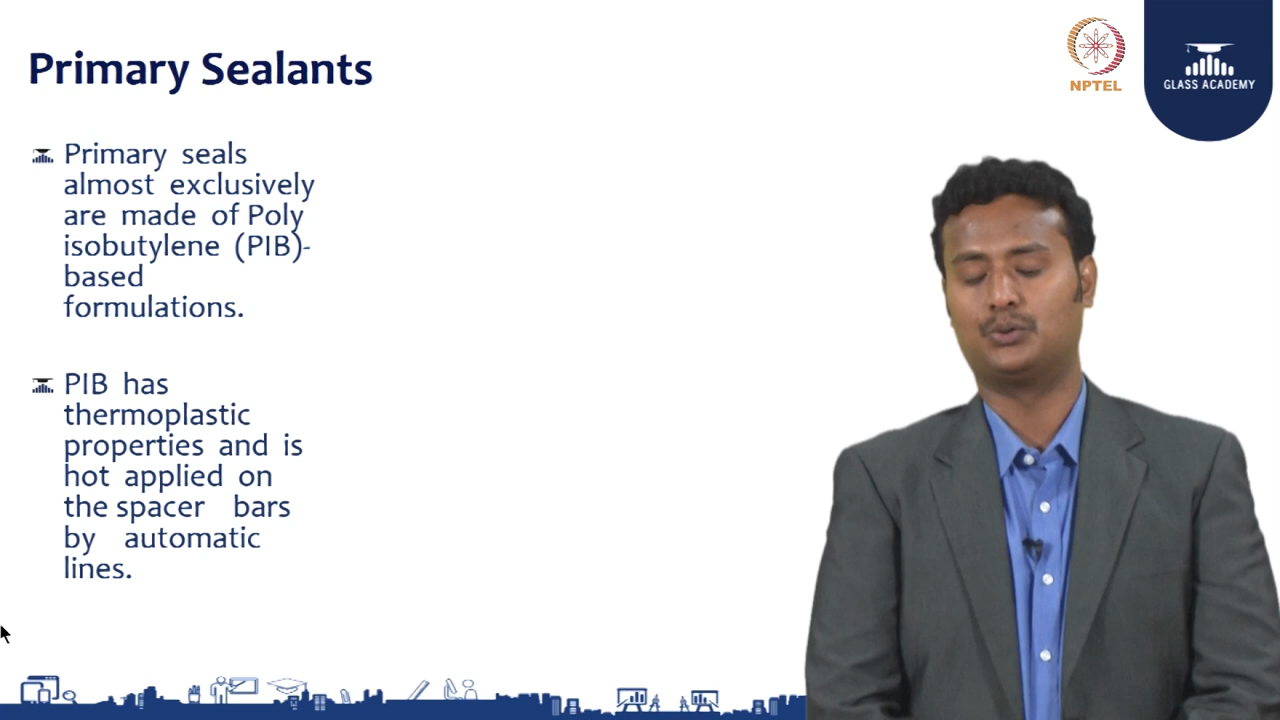 Primary Sealants
NPTEL
GLASS ACADEMY
Primary seals
almost exclusively
are made of Poly
isobutylene (PIB)-
based
formulations.
PIB has
thermoplastic
properties and is
hot applied on
the spacer bars
by automatic
lines.